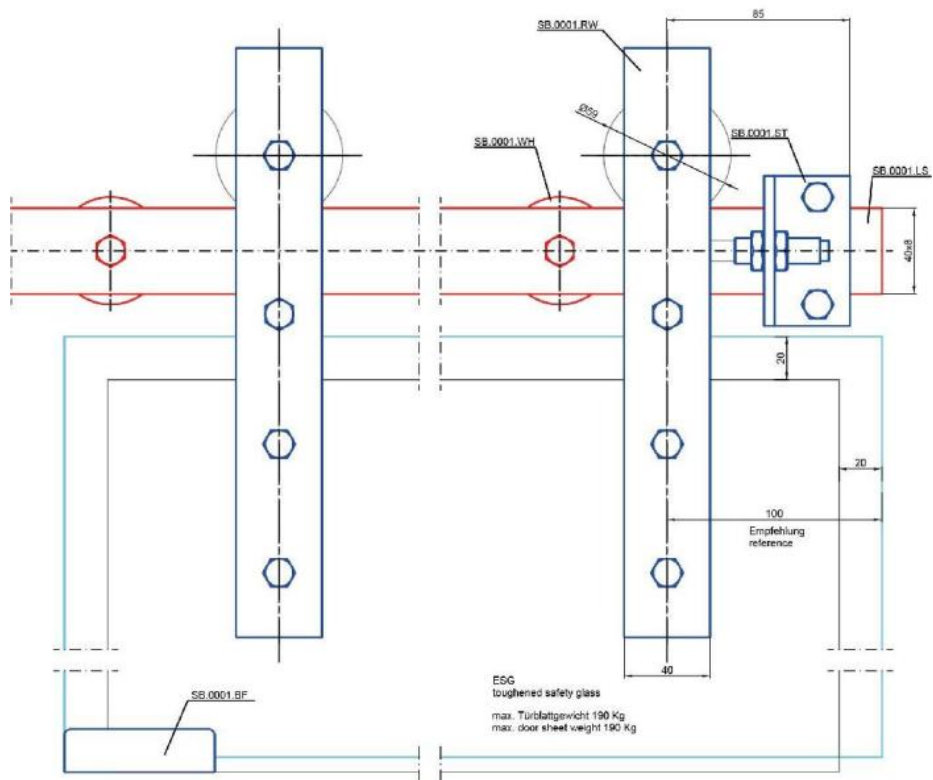 85
SB.0001.RW
Ø59
SB.0001.WH
SB.0001.ST
SB.0001.LS
40x8
20
20
100
Empfehlung
reference
40
ESG
toughened safety glass
max. Türblattgewicht 190 Kg
max. door sheet weight 190 Kg
SB.0001.BF